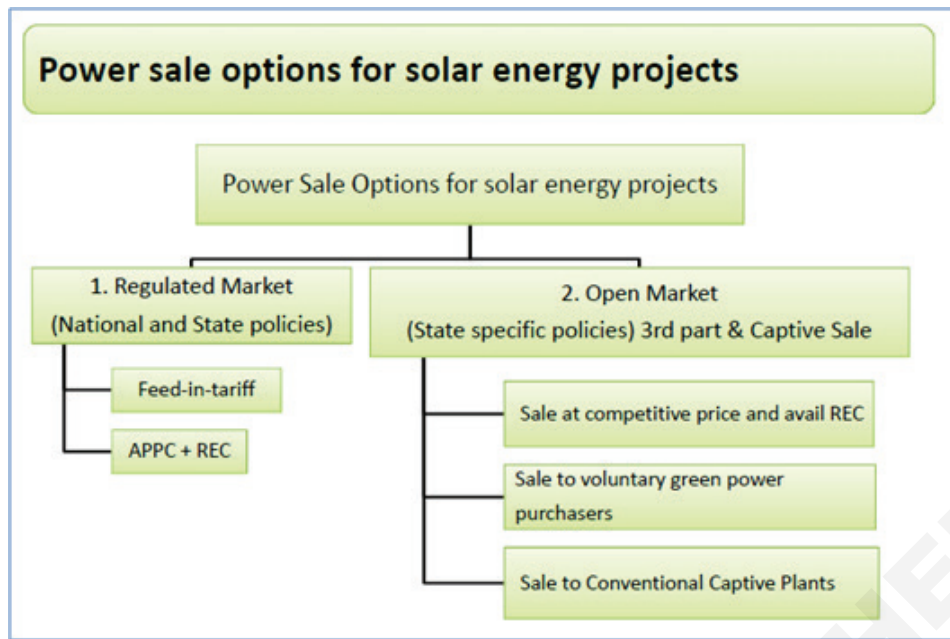 Power sale options for solar energy projects
Power Sale Options for solar energy projects
1. Regulated Market
(National and State policies)
2. Open Market
(State specific policies) 3rd part & Captive Sale
Feed-in-tariff
APPC + REC
Sale at competitive price and avail REC
Sale to voluntary green power
purchasers
Sale to Conventional Captive Plants